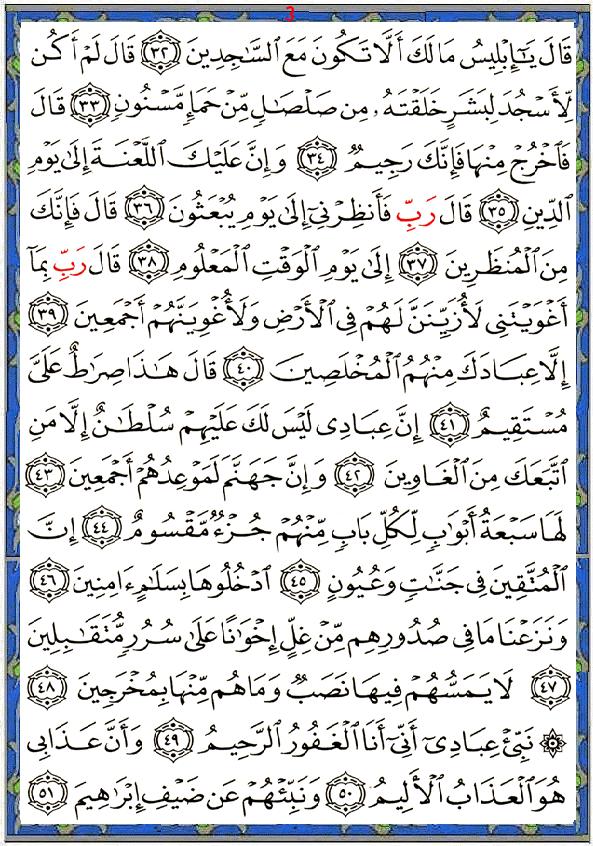 3
قَالَ يَٰٓإِبْلِيسُ مَا لَكَ أَلَّا تَكُونَ مَعَ ٱلسَّٰجِدِينَ ٣٢ قَالَ لَمْ أَكُن
لِّأَسْجُدَ لِبَشَرٍ خَلَقْتَهُۥ مِن صَلْصَٰلٍ مِّنْ حَمَإٍ مَّسْنُونٍ ٣٣ قَالَ
فَٱخْرُجْ مِنْهَا فَإِنَّكَ رَجِيمٌ ٣٤ وَإِنَّ عَلَيْكَ ٱللَّعْنَةَ إِلَىٰ يَوْمِ
ٱلدِّينِ ٣٥ قَالَ رَبِّ فَأَنظِرْنِىٓ إِلَىٰ يَوْمِ يُبْعَثُونَ ٣٦ قَالَ فَإِنَّكَ
مِنَ ٱلْمُنظَرِينَ ٣٧ إِلَىٰ يَوْمِ ٱلْوَقْتِ ٱلْمَعْلُومِ ٣٨ قَالَ رَبِّ بِمَآ
أَغْوَيْتَنِى لَأُزَيِّنَنَّ لَهُمْ فِى ٱلْأَرْضِ وَلَأُغْوِيَنَّهُمْ أَجْمَعِينَ ٣٩
إِلَّا عِبَادَكَ مِنْهُمُ ٱلْمُخْلَصِينَ ٤٠ قَالَ هَٰذَا صِرَٰطٌ عَلَىَّ
مُسْتَقِيمٌ ٤١ إِنَّ عِبَادِى لَيْسَ لَكَ عَلَيْهِمْ سُلْطَٰنٌ إِلَّا مَنِ
ٱتَّبَعَكَ مِنَ ٱلْغَاوِينَ ٤٢ وَإِنَّ جَهَنَّمَ لَمَوْعِدُهُمْ أَجْمَعِينَ ٤٣
لَهَا سَبْعَةُ أَبْوَٰبٍ لِّكُلِّ بَابٍ مِّنْهُمْ جُزْءٌ مَّقْسُومٌ ٤٤ إِنَّ
ٱلْمُتَّقِينَ فِى جَنَّٰتٍ وَعُيُونٍ ٤٥ ٱدْخُلُوهَا بِسَلَٰمٍ ءَامِنِينَ ٤٦
وَنَزَعْنَا مَا فِى صُدُورِهِم مِّنْ غِلٍّ إِخْوَٰنًا عَلَىٰ سُرُرٍ مُّتَقَٰبِلِينَ
٤٧ لَا يَمَسُّهُمْ فِيهَا نَصَبٌ وَمَا هُم مِّنْهَا بِمُخْرَجِينَ ٤٨
۞ نَبِّئْ عِبَادِىٓ أَنِّىٓ أَنَا ٱلْغَفُورُ ٱلرَّحِيمُ ٤٩ وَأَنَّ عَذَابِى
هُوَ ٱلْعَذَابُ ٱلْأَلِيمُ ٥٠ وَنَبِّئْهُمْ عَن ضَيْفِ إِبْرَٰهِيمَ ٥١